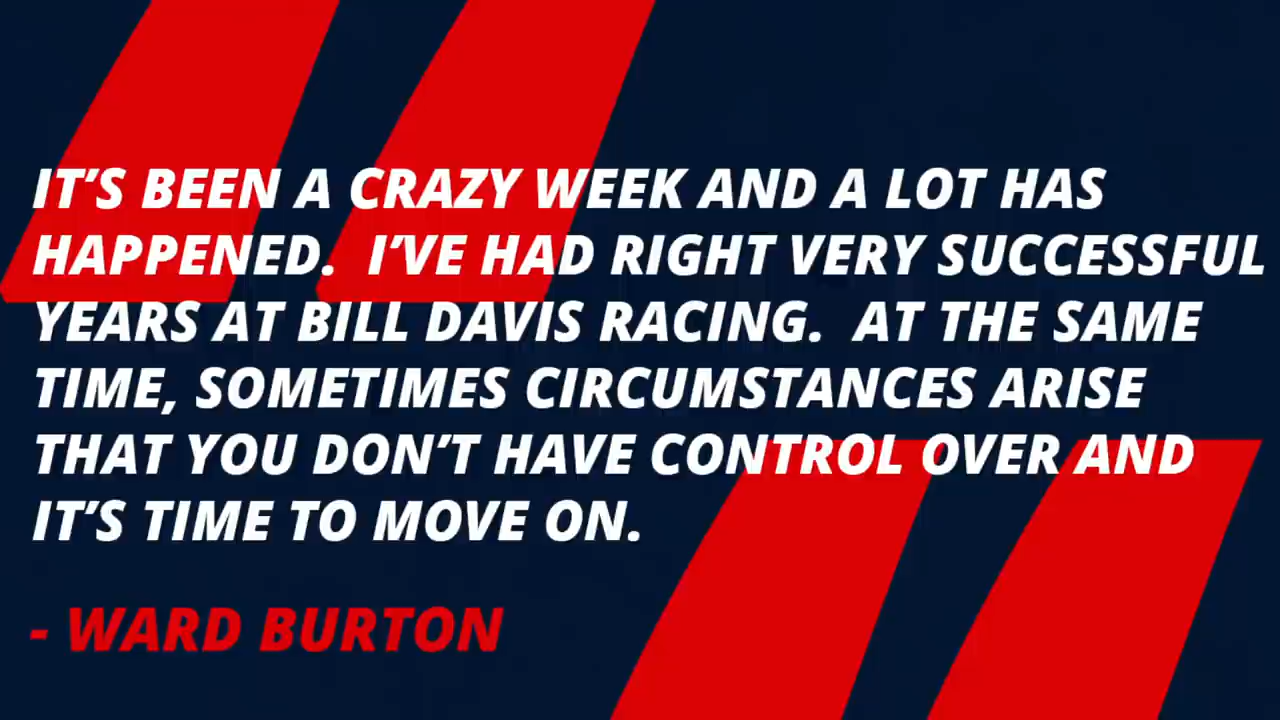 IT'S BEEN A CRAZY WEEK AND A LOT HAS
HAPPENED.  I'VE HAD RIGHT VERY SUCCESSFUL
YEARS AT BILL DAVIS RACING.  AT THE SAME
TIME, SOMETIMES CIRCUMSTANCES ARISE
THAT YOU DON'T HAVE CONTROL OVER AND
IT'S TIME TO MOVE ON.
- WARD BURTON